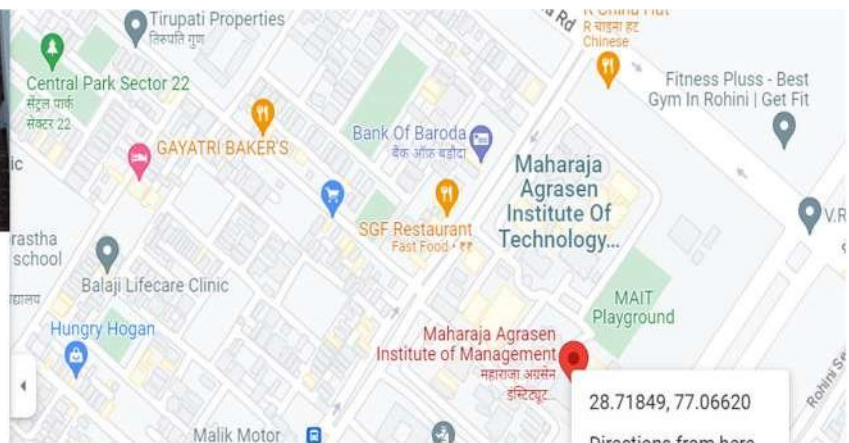 Tirupati Properties
तिरुपति गुण
Rd
R चाइना हट
Chinese
Central Park Sector 22
सेंट्रल पार्क
सेक्टर 22
Fitness Pluss - Best
Gym In Rohini | Get Fit
GAYATRI BAKER'S
Bank Of Baroda
बैंक ऑफ़ बड़ौदा
Maharaja
Agrasen
Institute Of
Technology...
ic
SGF Restaurant
Fast Food • ₹₹
V.R
rastha
school
Balaji Lifecare Clinic
MAIT
Playground
Hungry Hogan
Maharaja Agrasen
Institute of Management
महाराजा अग्रसेन
इंस्टिट्यूट...
28.71849, 77.06620
Rohini Se
Malik Motor
Directions from here